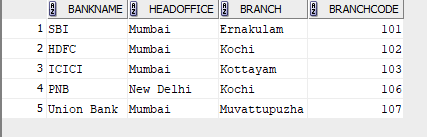 BANKNAME HEADOFFICE BRANCH BRANCHCODE
1 SBI Mumbai Ernakulam 101
2 HDFC Mumbai Kochi 102
3 ICICI Mumbai Kottayam 103
4 PNB New Delhi Kochi 106
5 Union Bank Mumbai Muvattupuzha 107